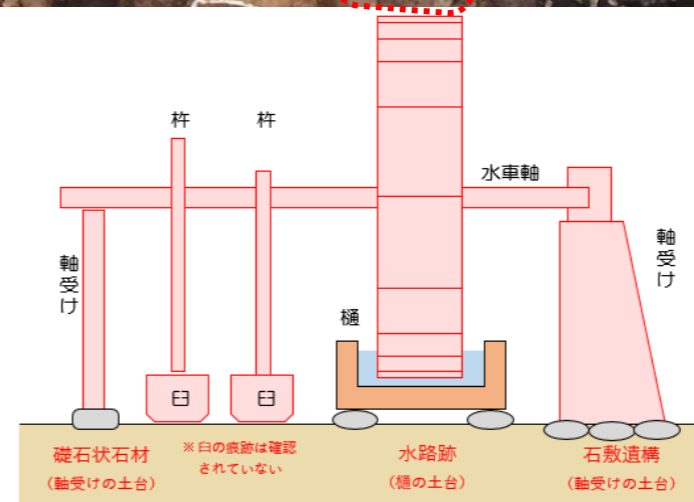 杵
杵
水車軸
軸受け
軸受け
樋
臼
臼
礎石状石材
(軸受けの土台)
※臼の痕跡は確認
されていない
水路跡
(樋の土台)
石敷遺構
(軸受けの土台)